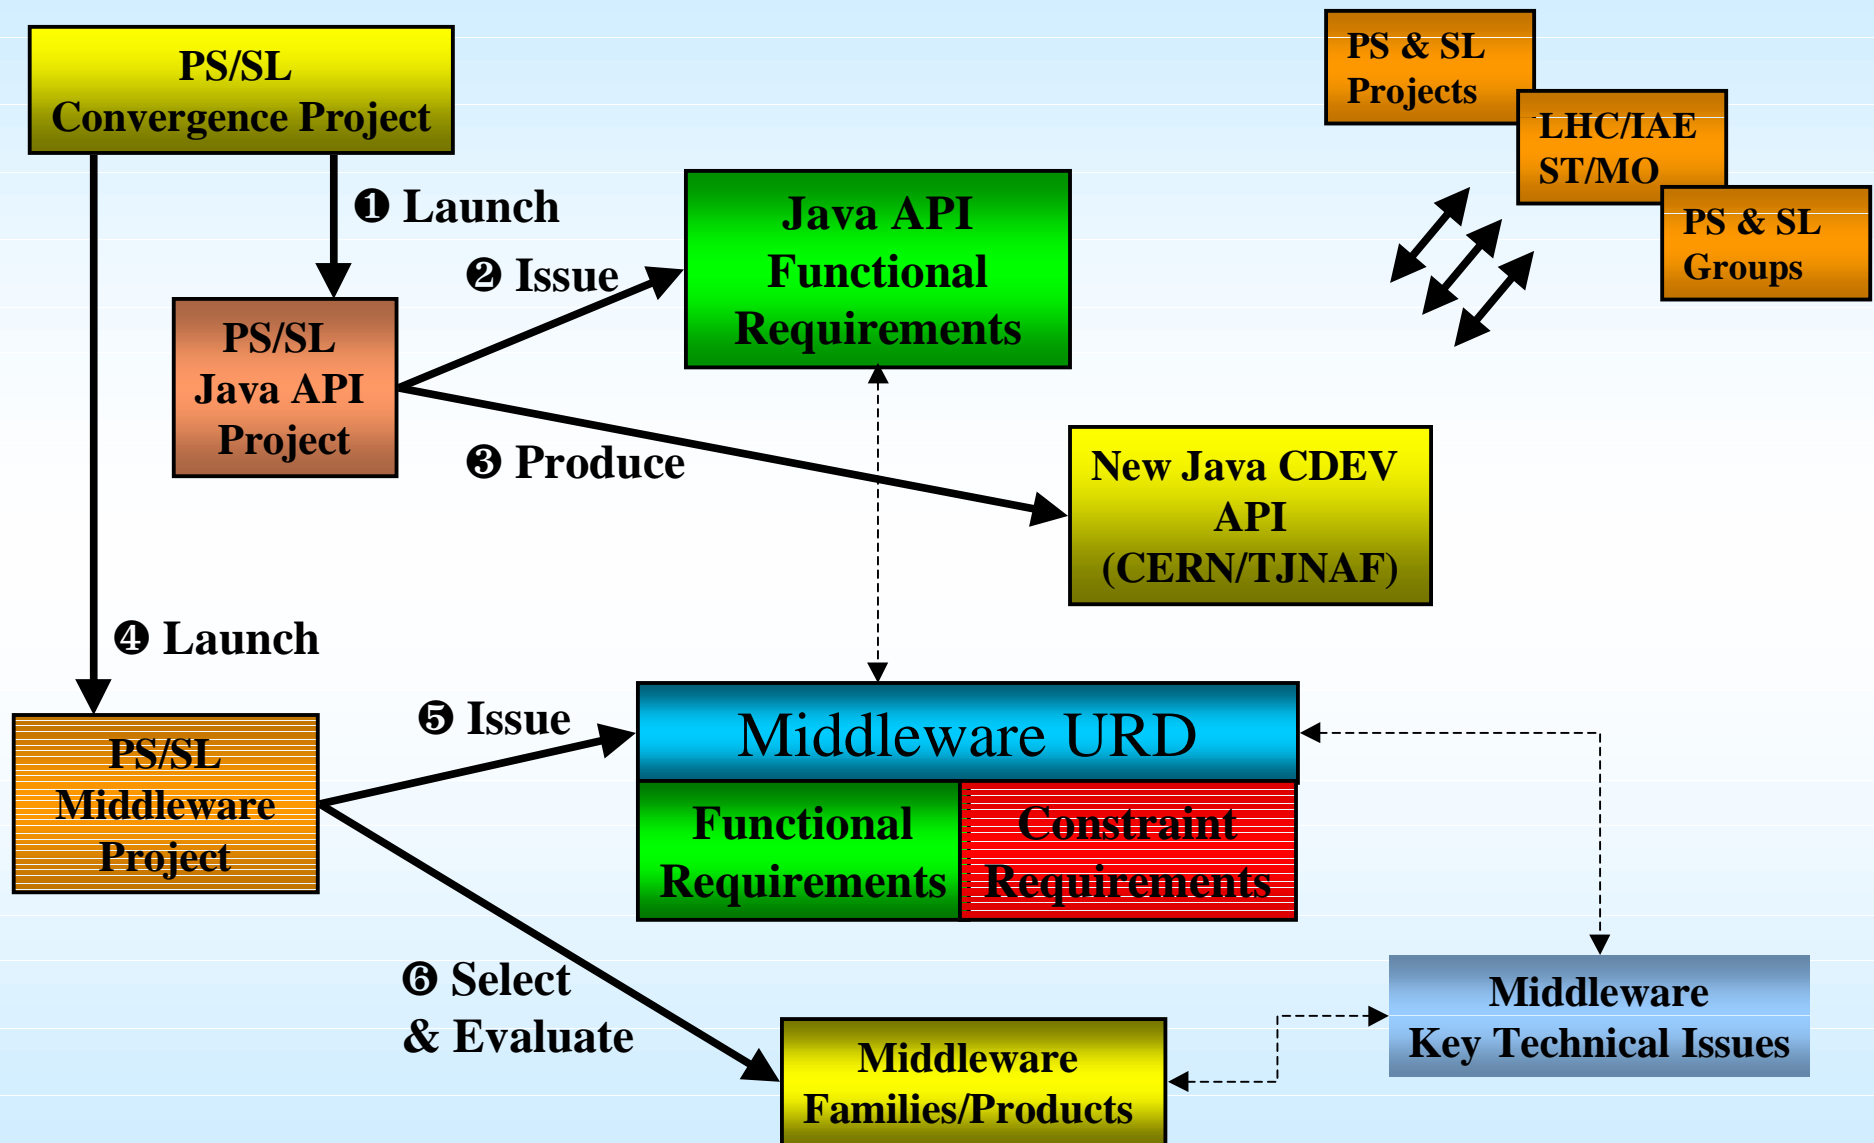 PS/SL
Convergence Project
PS & SL
Projects
LHC/IAE
ST/MO
PS & SL
Groups
❶ Launch
❷ Issue
Java API
Functional
Requirements
PS/SL
Java API
Project
❸ Produce
New Java CDEV
API
(CERN/TJNAF)
❹ Launch
❺ Issue
Middleware URD
PS/SL
Middleware
Project
Functional
Requirements
Constraint
Requirements
❻ Select
& Evaluate
Middleware
Key Technical Issues
Middleware
Families/Products